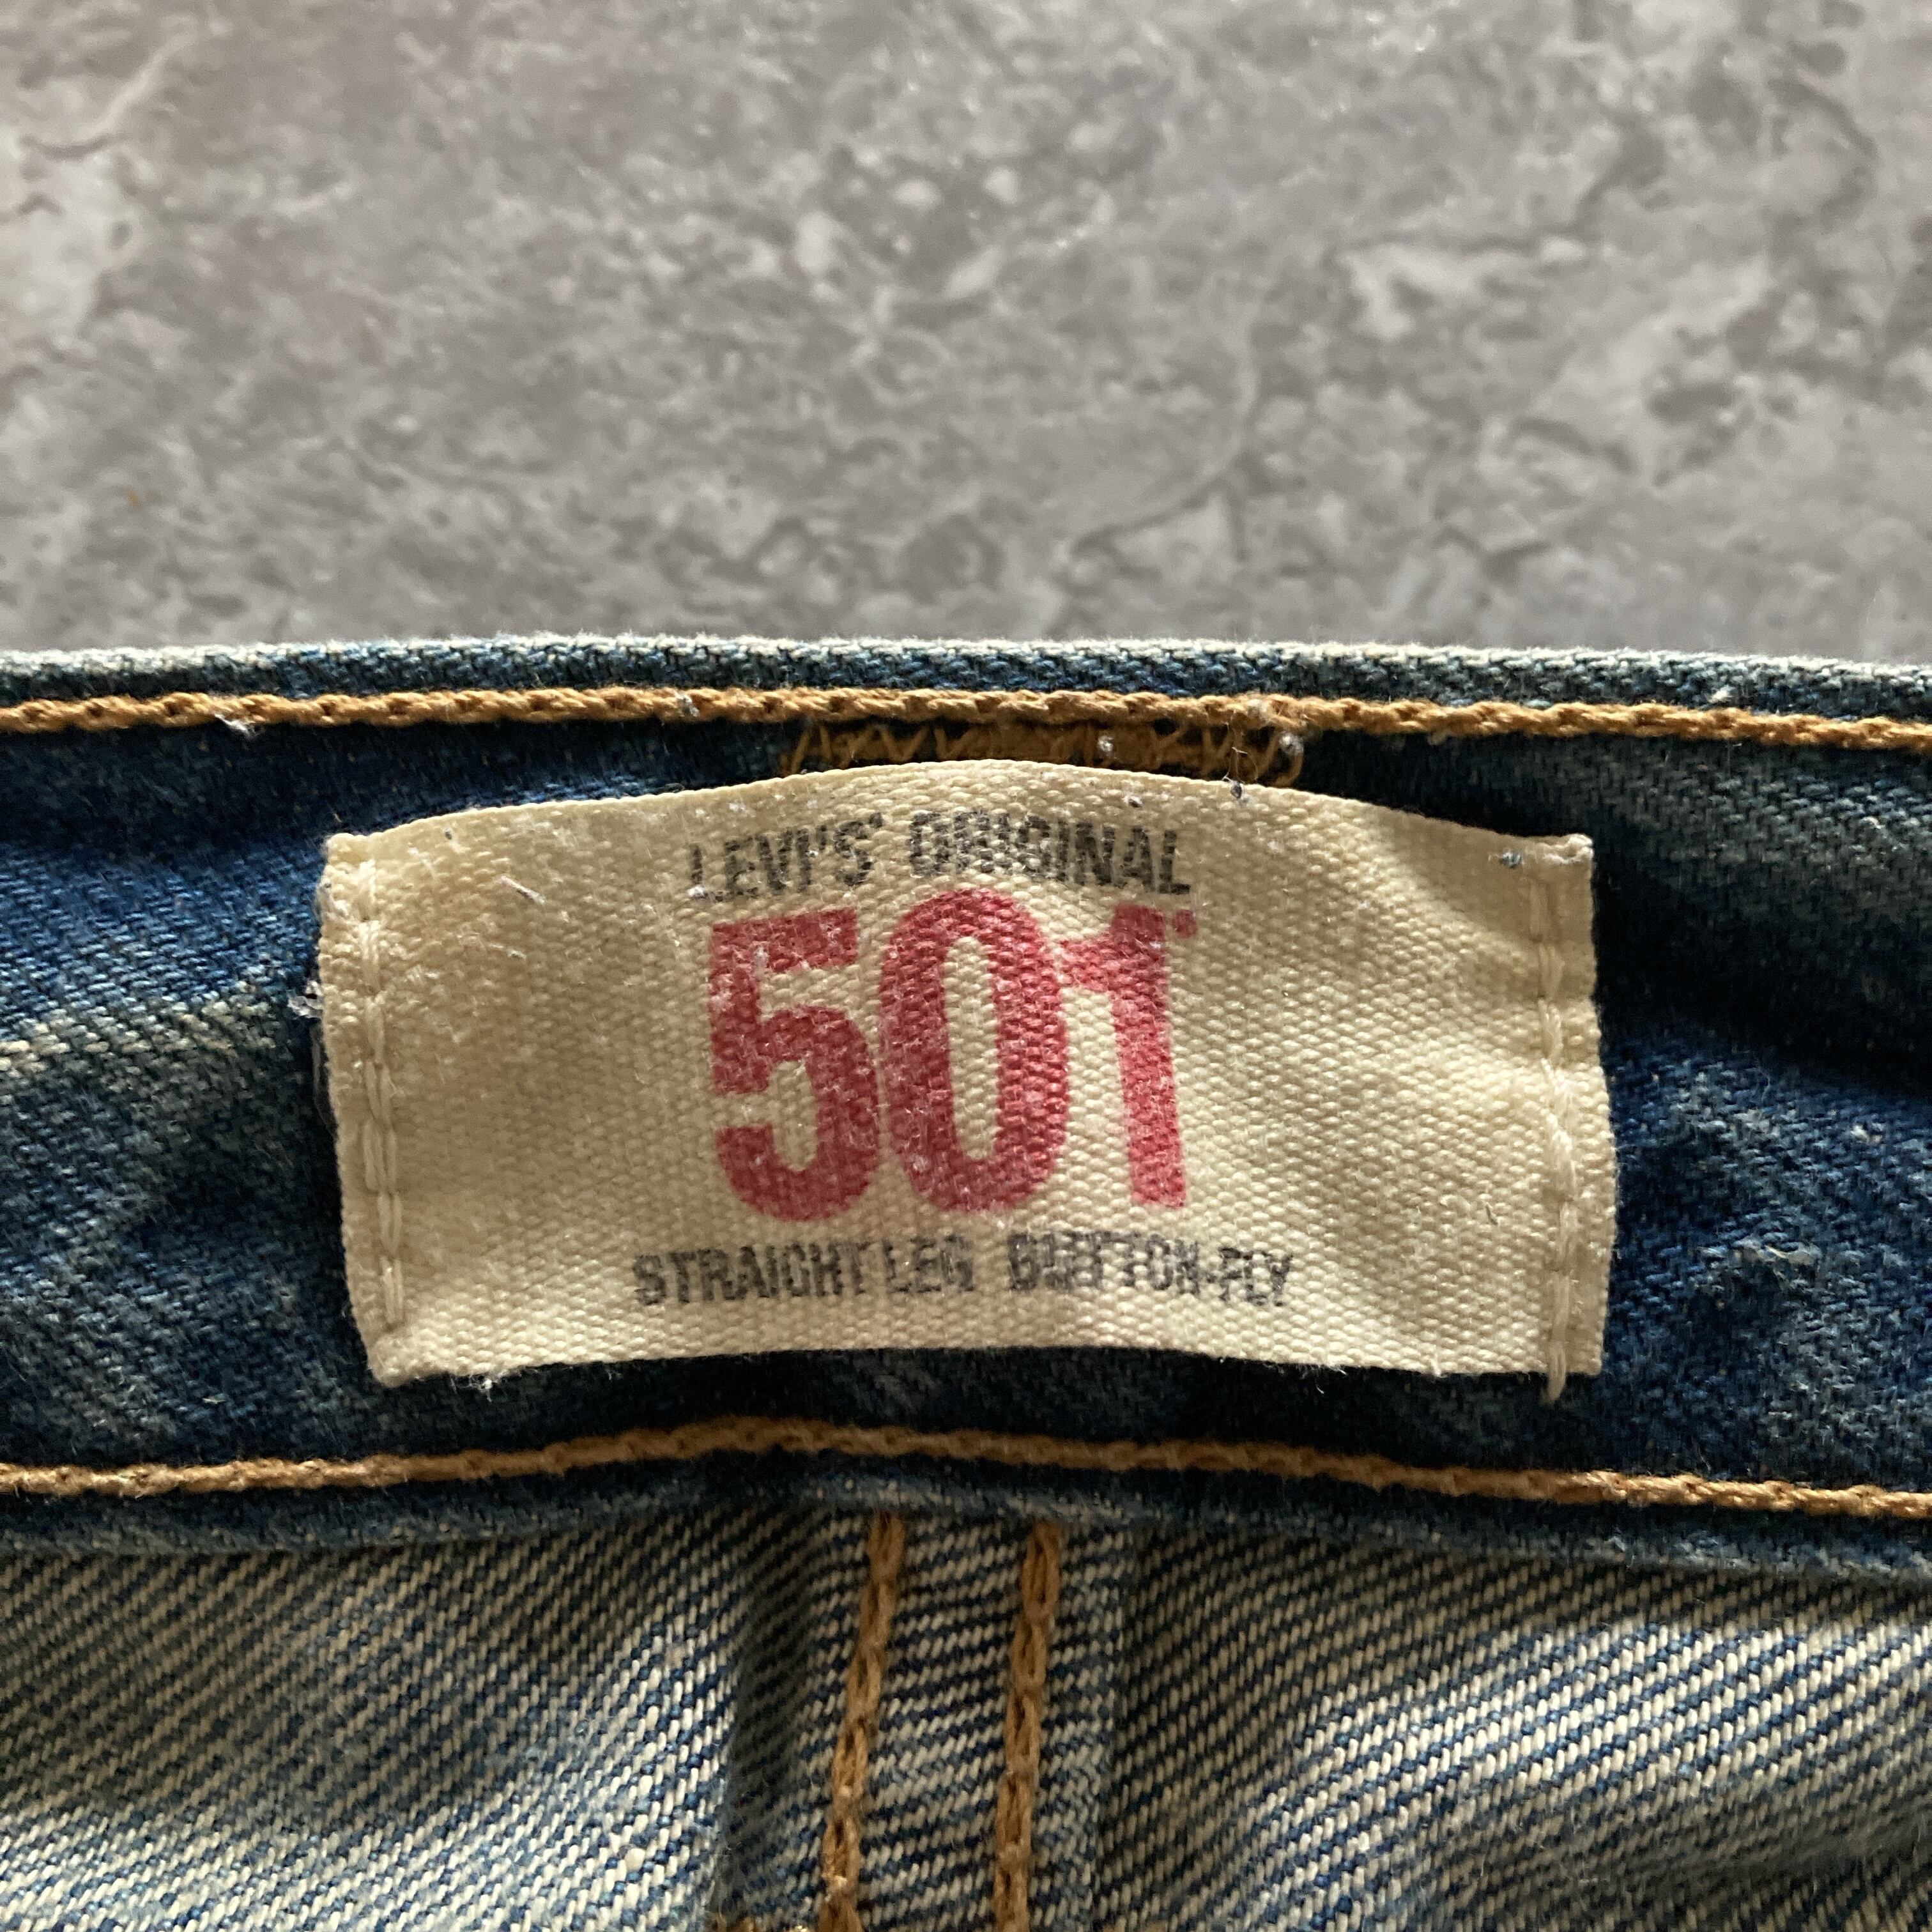 LEVI'S' ORIGINAL
501
STRAIGHT LEG BUTTON-FLY